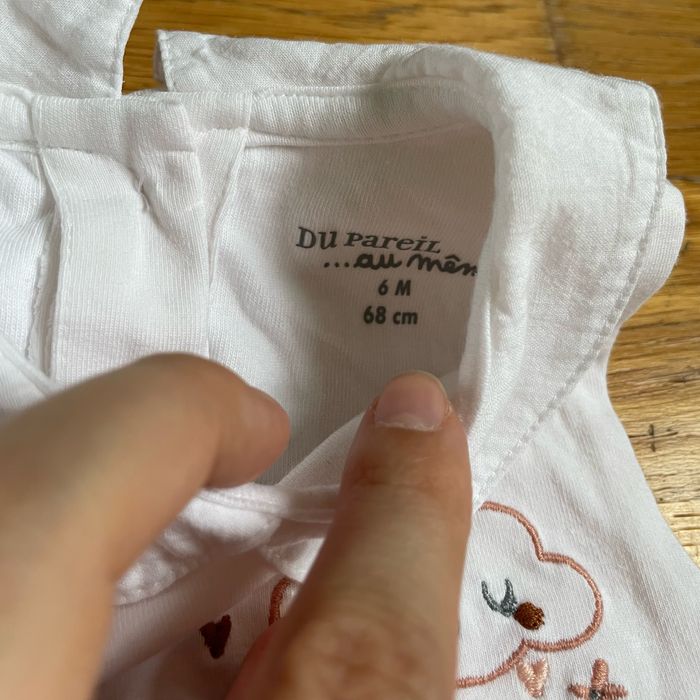 DU PAREIL
...au mêm
6 M
68 cm